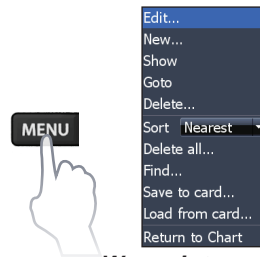 MENU
Edit...
New...
Show
Goto
Delete...
Sort Nearest
Delete all...
Find...
Save to card...
Load from card...
Return to Chart